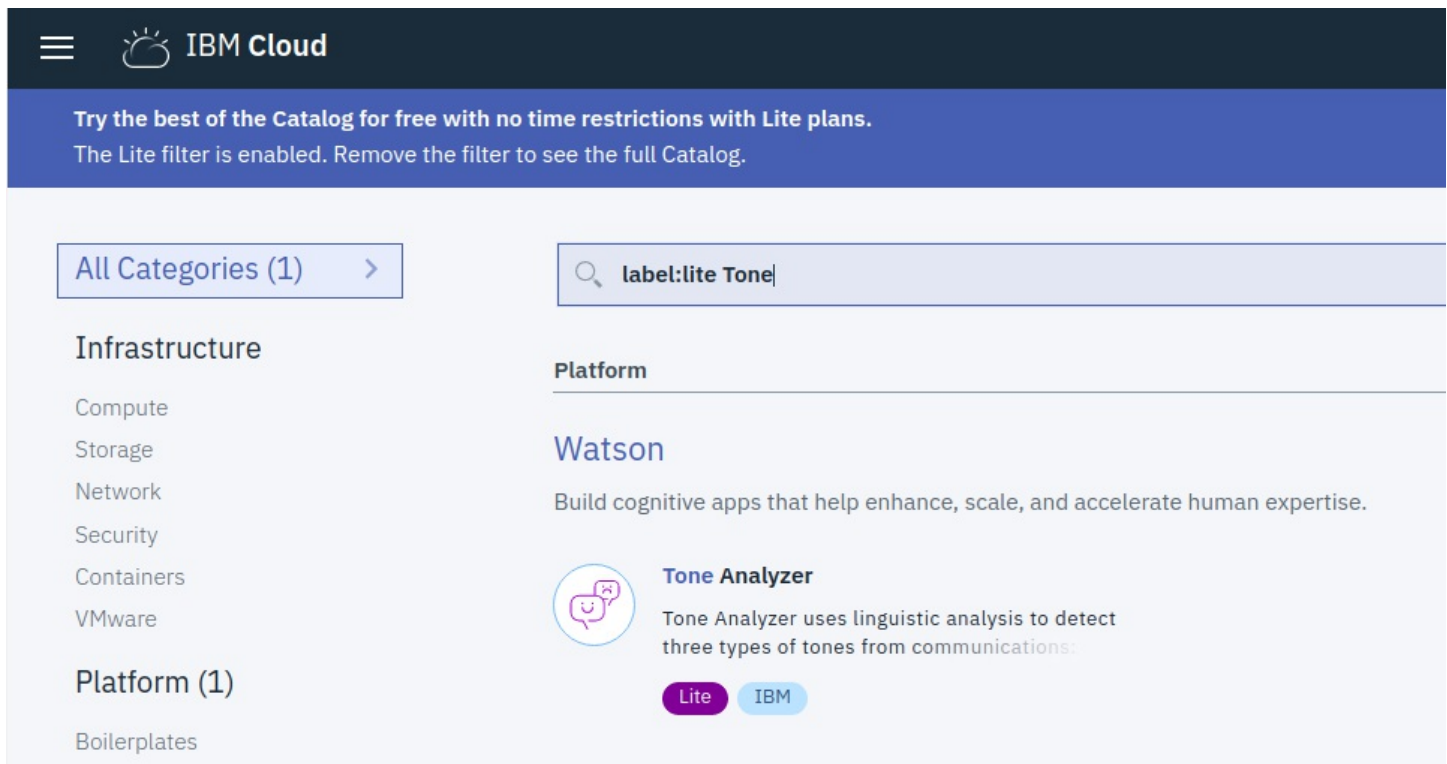 IBM Cloud
Try the best of the Catalog for free with no time restrictions with Lite plans.
The Lite filter is enabled. Remove the filter to see the full Catalog.
All Categories (1)
Infrastructure
Compute
Storage
Network
Security
Containers
VMware
Platform (1)
Boilerplates
label:lite Tone
Platform
Watson
Build cognitive apps that help enhance, scale, and accelerate human expertise.
Tone Analyzer
Tone Analyzer uses linguistic analysis to detect
three types of tones from communications:
Lite IBM